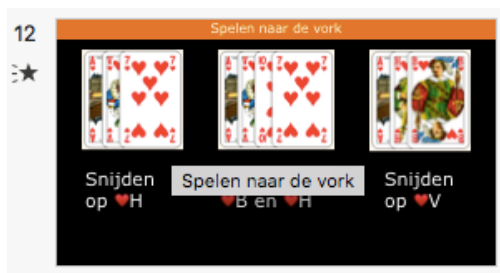 12
Spelen naar de vork
Snijden
op ♥H
Spelen naar de vork
♥B en ♥H
Snijden
op ♥V